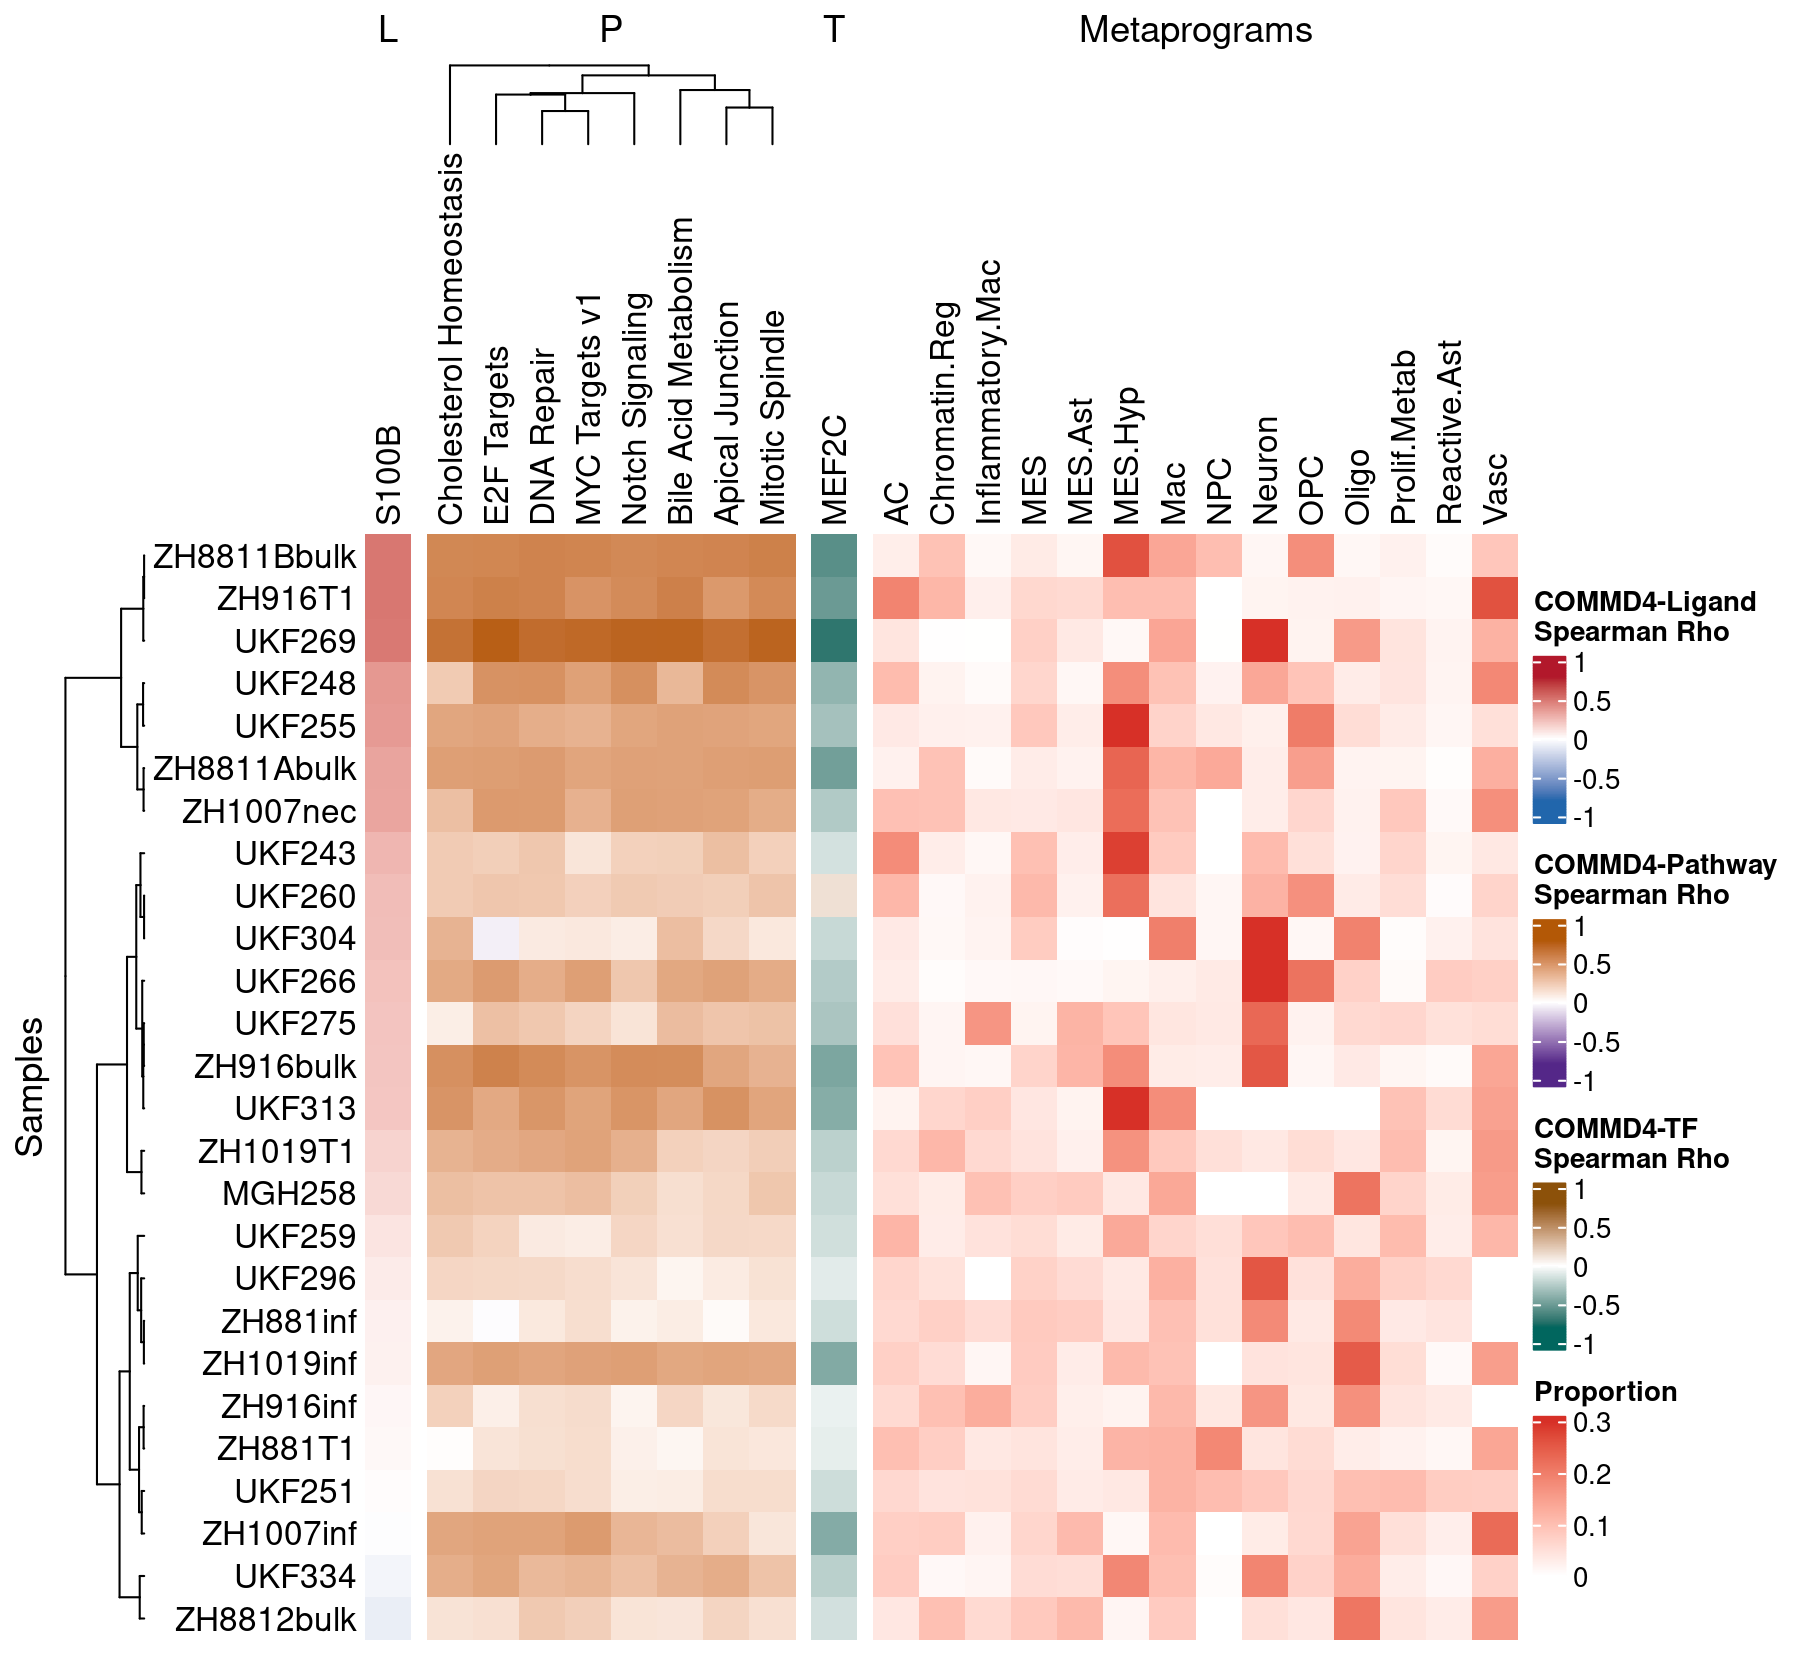 L
P
T
Metaprograms
S100B
Cholesterol Homeostasis
E2F Targets
DNA Repair
MYC Targets v1
Notch Signaling
Bile Acid Metabolism
Apical Junction
Mitotic Spindle
MEF2C
AC
Chromatin.Reg
Inflammatory.Mac
MES
MES.Ast
MES.Hyp
Mac
NPC
Neuron
OPC
Oligo
Prolif.Metab
Reactive.Ast
Vasc
Samples
ZH8811Bbulk
ZH916T1
UKF269
UKF248
UKF255
ZH8811Abulk
ZH1007nec
UKF243
UKF260
UKF304
UKF266
UKF275
ZH916bulk
UKF313
ZH1019T1
MGH258
UKF259
UKF296
ZH881inf
ZH1019inf
ZH916inf
ZH881T1
UKF251
ZH1007inf
UKF334
ZH8812bulk
COMMD4-Ligand
Spearman Rho
1
0.5
0
-0.5
-1
COMMD4-Pathway
Spearman Rho
1
0.5
0
-0.5
-1
COMMD4-TF
Spearman Rho
1
0.5
0
-0.5
-1
Proportion
0.3
0.2
0.1
0